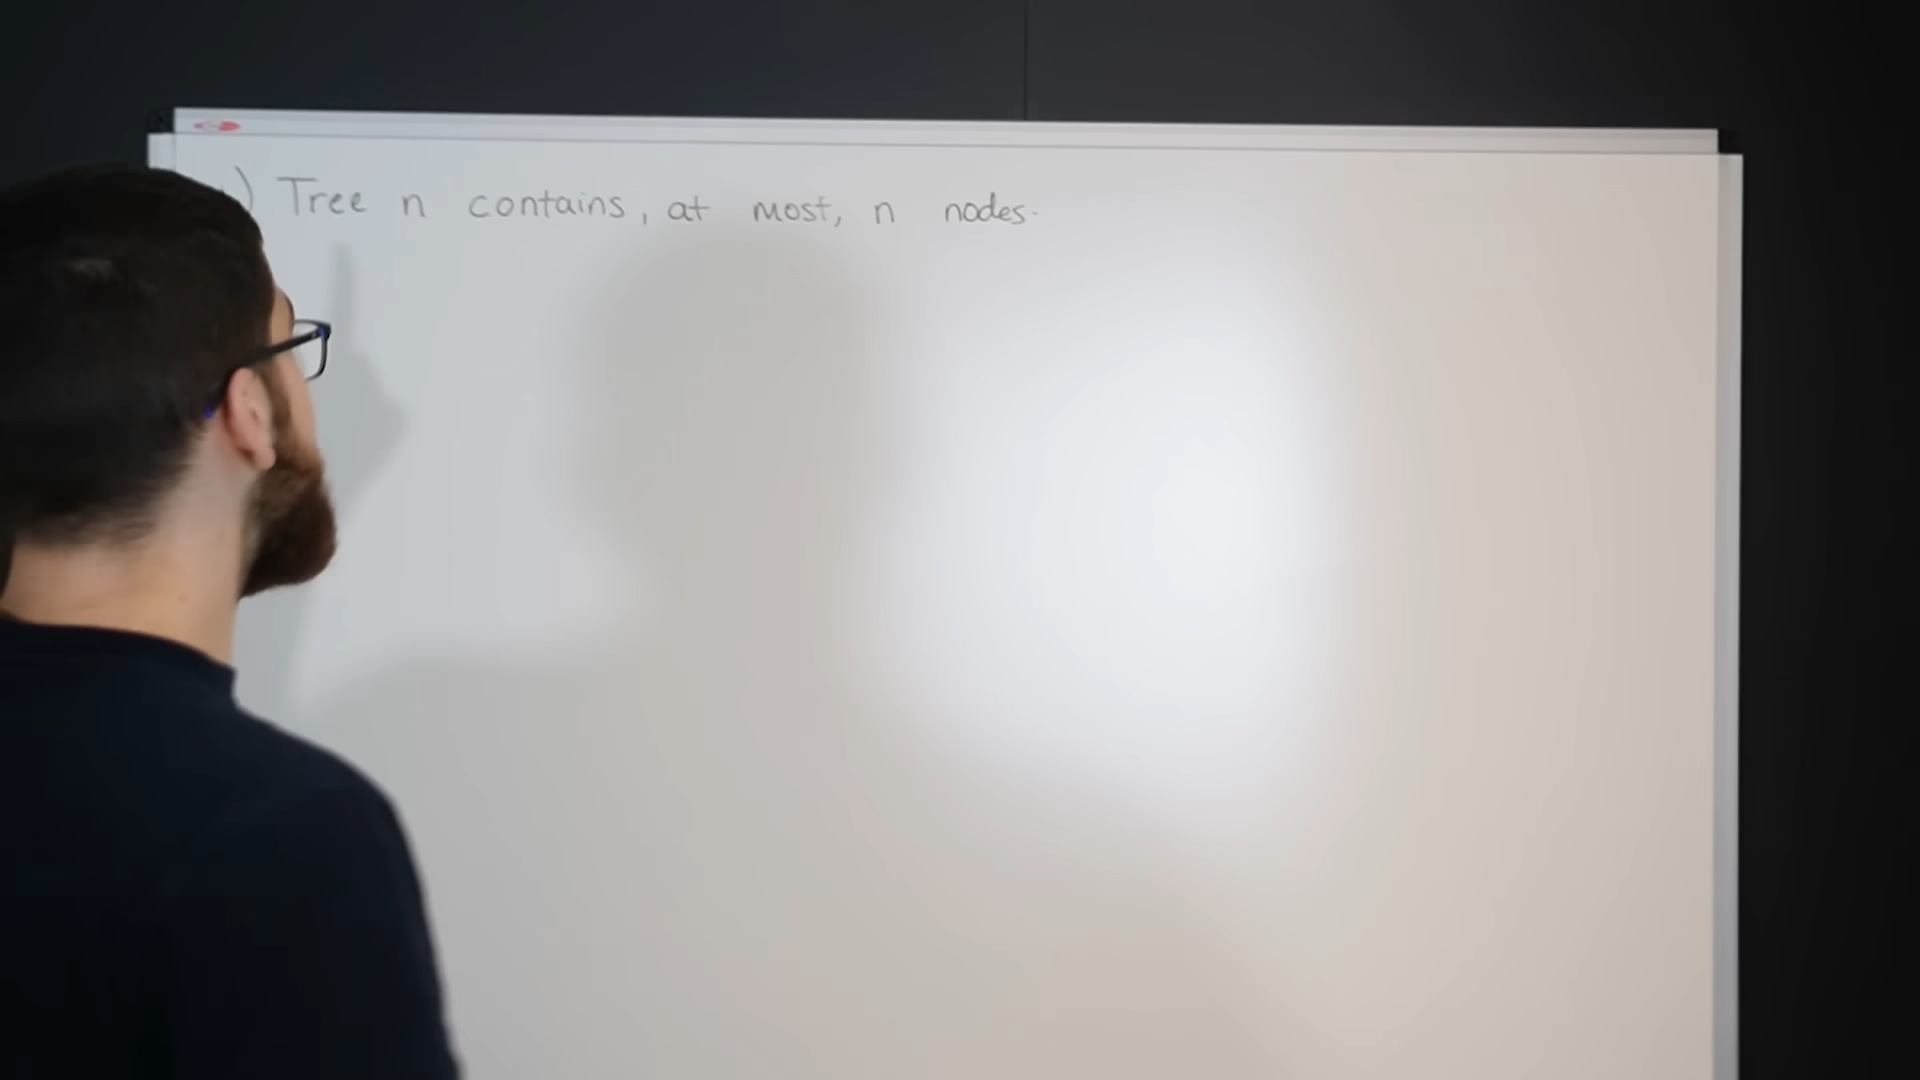 ) Tree n contains, at most, n nodes.